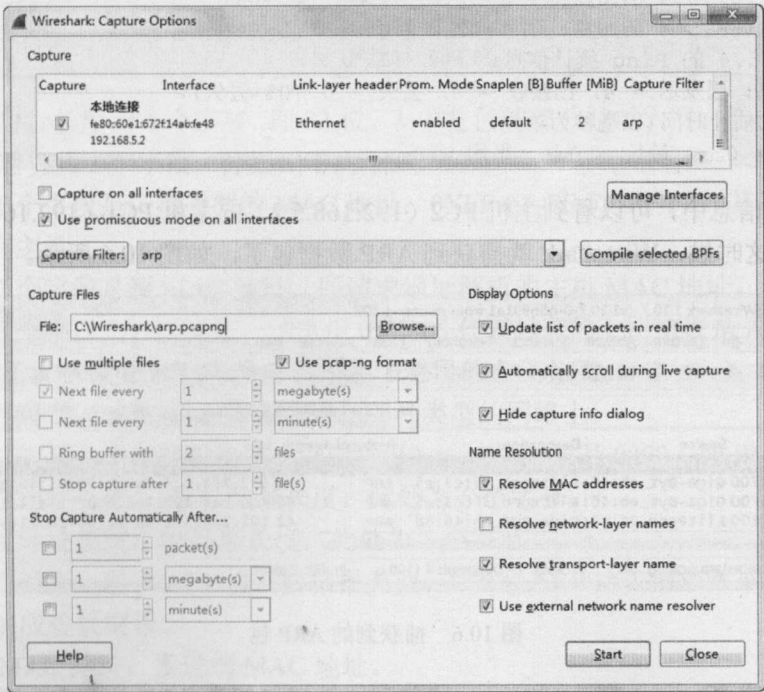 Wireshark: Capture Options
Capture
Capture Interface Link-layer header Prom. Mode Snaplen [B] Buffer [MiB] Capture Filter
本地连接
fe80::60e1:672f:14ab:fe48 Ethernet enabled default 2 arp
192.168.5.2
Capture on all interfaces Manage Interfaces
Use promiscuous mode on all interfaces
Capture Filter: arp Compile selected BPFs
Capture Files Display Options
File: C:\Wireshark\arp.pcapng Browse... Update list of packets in real time
Use multiple files Use pcap-ng format Automatically scroll during live capture
Next file every 1 megabyte(s)
Next file every 1 minute(s) Hide capture info dialog
Ring buffer with 2 files Name Resolution
Stop capture after 1 file(s) Resolve MAC addresses
Stop Capture Automatically After... Resolve network-layer names
1 packet(s)
1 megabyte(s) Resolve transport-layer name
1 minute(s) Use external network name resolver
Help Start Close